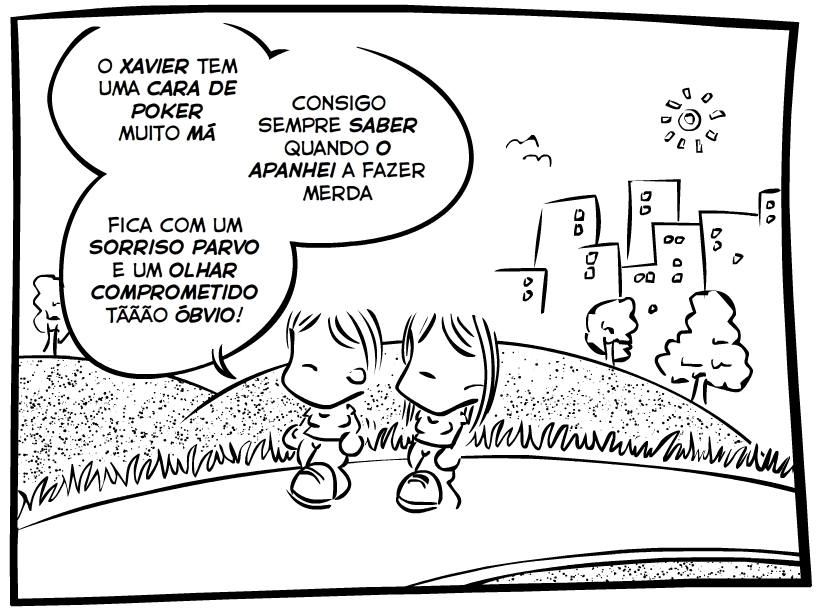 O XAVIER TEM
UMA CARA DE
POKER
MUITO MÁ
CONSIGO
SEMPRE SABER
QUANDO O
APANHEI A FAZER
MERDA
FICA COM UM
SORRISO PARVO
E UM OLHAR
COMPROMETIDO
TÃÃÃO ÓBVIO!